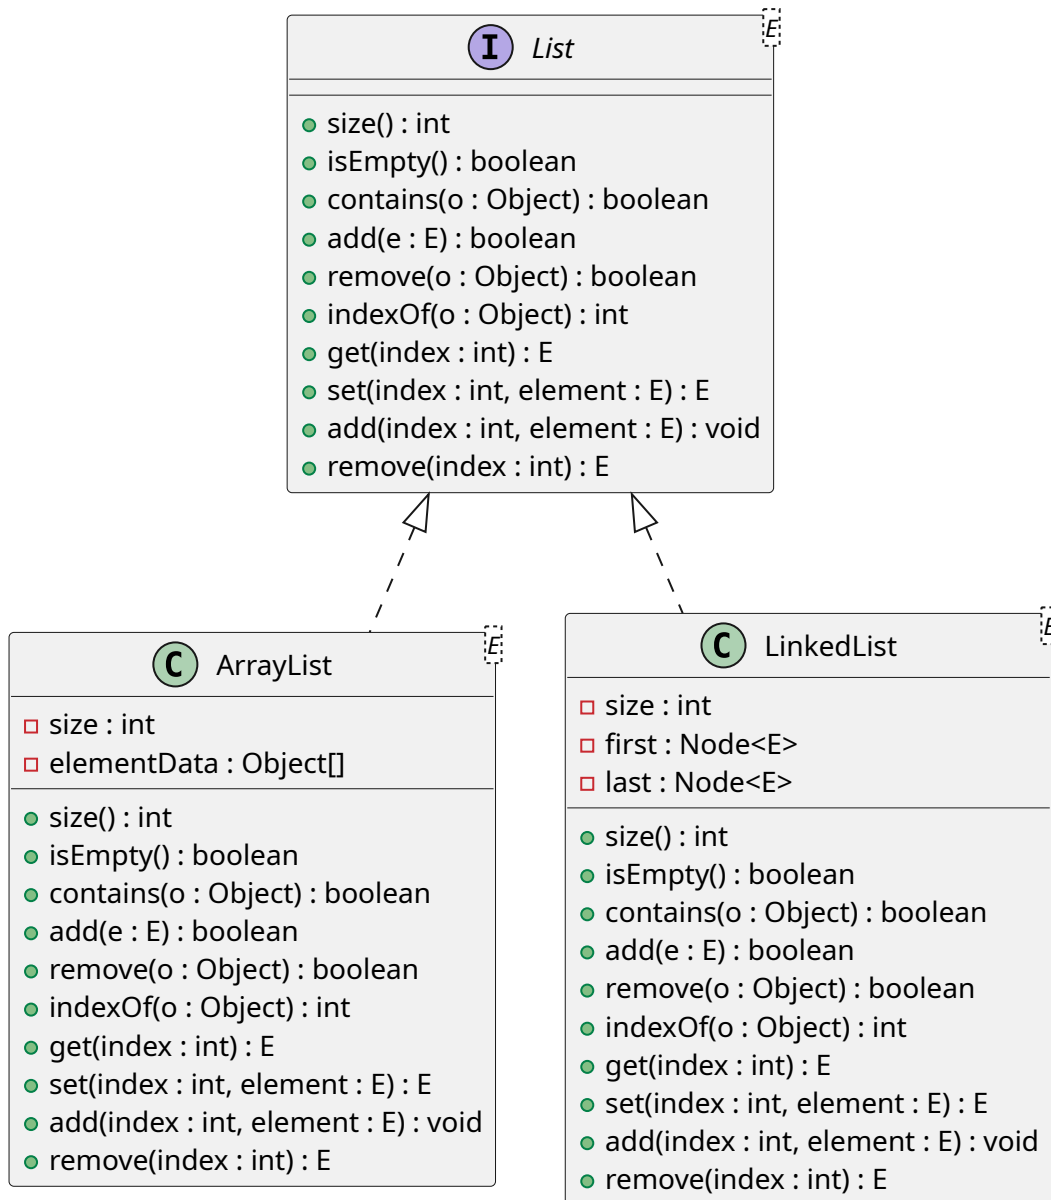 I List E
size() : int
isEmpty() : boolean
contains(o : Object) : boolean
add(e : E) : boolean
remove(o : Object) : boolean
indexOf(o : Object) : int
get(index : int) : E
set(index : int, element : E) : E
add(index : int, element : E) : void
remove(index : int) : E
C ArrayList E
size : int
elementData : Object[]
size() : int
isEmpty() : boolean
contains(o : Object) : boolean
add(e : E) : boolean
remove(o : Object) : boolean
indexOf(o : Object) : int
get(index : int) : E
set(index : int, element : E) : E
add(index : int, element : E) : void
remove(index : int) : E
C LinkedList E
size : int
first : Node<E>
last : Node<E>
size() : int
isEmpty() : boolean
contains(o : Object) : boolean
add(e : E) : boolean
remove(o : Object) : boolean
indexOf(o : Object) : int
get(index : int) : E
set(index : int, element : E) : E
add(index : int, element : E) : void
remove(index : int) : E